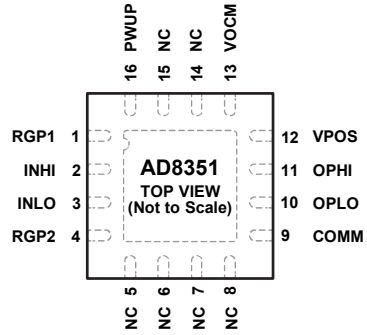 16 PWUP
15 NC
14 NC
13 VOCM
RGP1 1
INHI 2
INLO 3
RGP2 4
AD8351
TOP VIEW
(Not to Scale)
12 VPOS
11 OPHI
10 OPLO
9 COMM
NC 5
NC 6
NC 7
NC 8